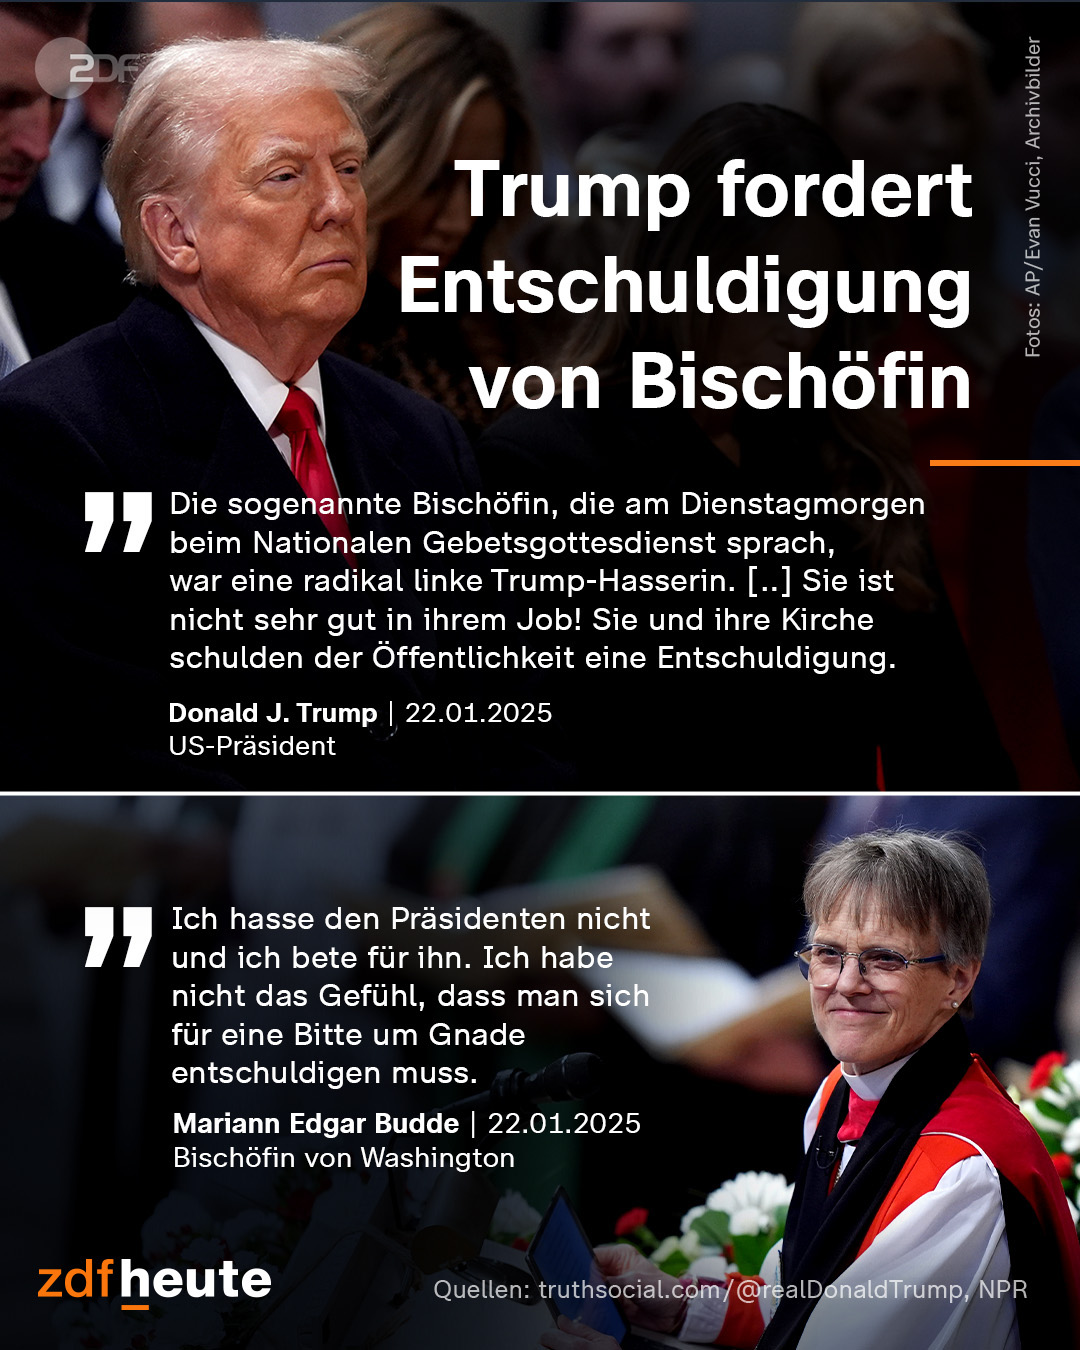 ZDF
Fotos: AP/Evan Vucci, Archivbilder
Trump fordert
Entschuldigung
von Bischöfin
" Die sogenannte Bischöfin, die am Dienstagmorgen
beim Nationalen Gebetsgottesdienst sprach,
war eine radikal linke Trump-Hasserin. [..] Sie ist
nicht sehr gut in ihrem Job! Sie und ihre Kirche
schulden der Öffentlichkeit eine Entschuldigung.
Donald J. Trump | 22.01.2025
US-Präsident
" Ich hasse den Präsidenten nicht
und ich bete für ihn. Ich habe
nicht das Gefühl, dass man sich
für eine Bitte um Gnade
entschuldigen muss.
Mariann Edgar Budde | 22.01.2025
Bischöfin von Washington
zdfheute
Quellen: truthsocial.com/@realDonaldTrump, NPR